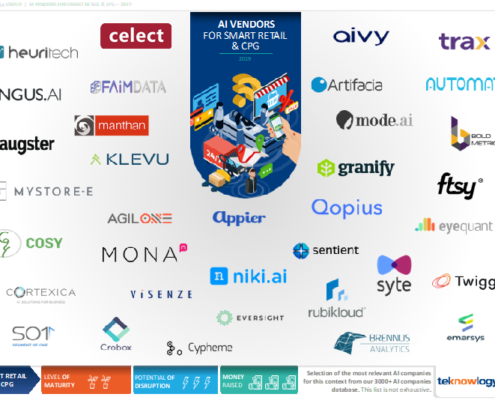 AI VENDORS
FOR SMART RETAIL
& CPG
celect
aivy
trax
heuritech
FAIMDATA
Artifacia
AUTOMAT
NGUS.AI
manthan
mode.ai
BOLD
METRIC
augster
KLEVU
granify
ftsy
MYSTORE-E
AGILONE
appier
Qopius
eyequant
COSY
MONA
sentient
syte
Twigg
niki.ai
CORTEXICA
ViSENZE
rubikloud
EVERSIGHT
SO1
SEGMENT OF ONE
Crobox
Cypheme
BRENNUS
ANALYTICS
emarsys
T RETAIL
CPG
LEVEL OF
MATURITY
POTENTIAL OF
DISRUPTION
MONEY
RAISED
Selection of the most relevant AI companies
for this context from our 3000+ AI companies
database. This list is not exhaustive.
teknowlogy